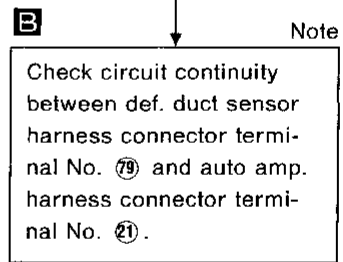 B
Note
Check circuit continuity
between def. duct sensor
harness connector termi-
nal No. 79 and auto amp.
harness connector termi-
nal No. 21.